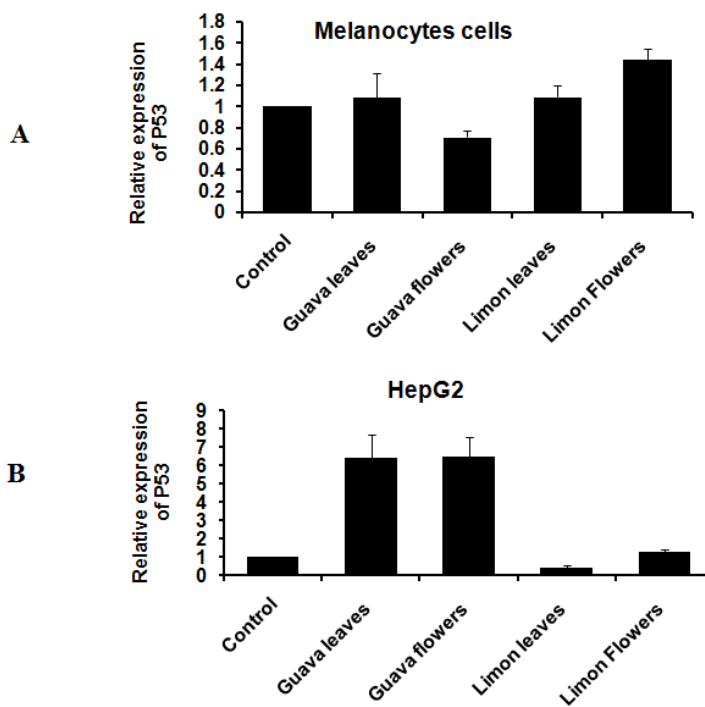 A
Melanocytes cells
Relative expression
of P53
1.8
1.6
1.4
1.2
1
0.8
0.6
0.4
0.2
0
Control
Guava leaves
Guava flowers
Limon leaves
Limon Flowers
B
HepG2
Relative expression
of P53
9
8
7
6
5
4
3
2
1
0
Control
Guava leaves
Guava flowers
Limon leaves
Limon Flowers